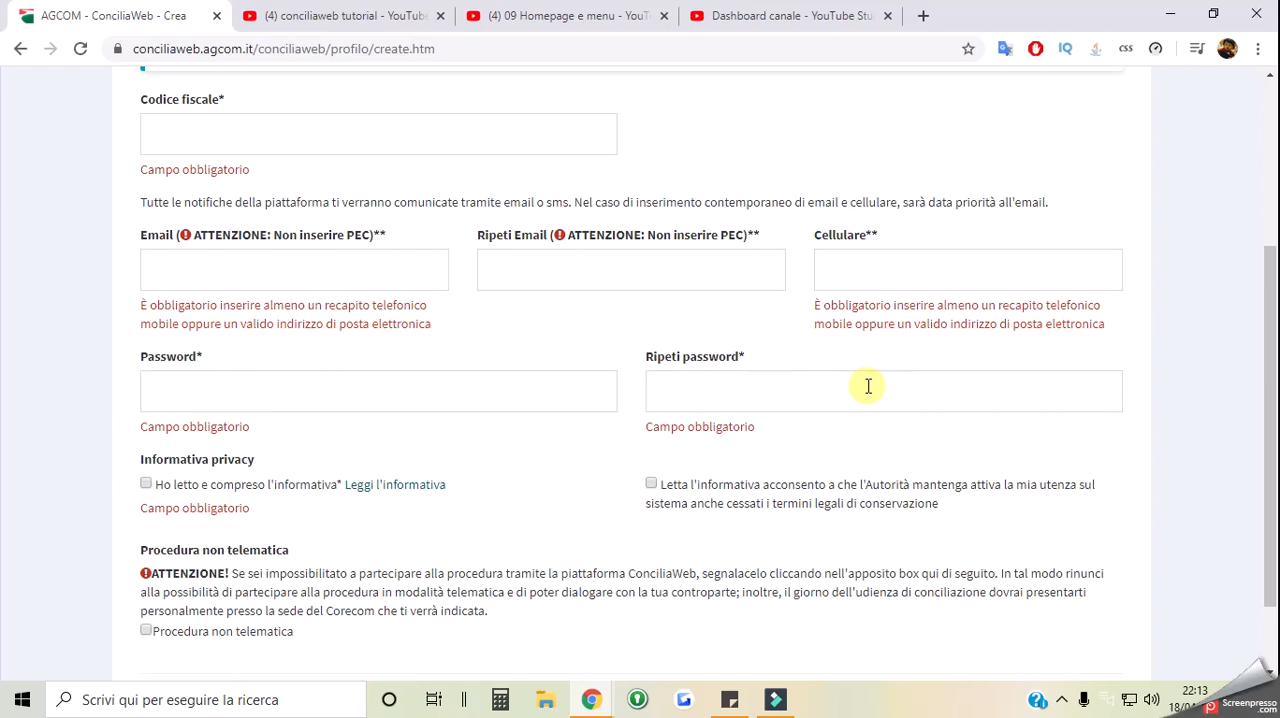 AGCOM - ConciliaWeb - Crea
(4) conciliaweb tutorial - YouTube
(4) 09 Homepage e menu - YouT
Dashboard canale - YouTube Stu
conciliaweb.agcom.it/conciliaweb/profilo/create.htm
IQ
CSS
Codice fiscale*
Campo obbligatorio
Tutte le notifiche della piattaforma ti verranno comunicate tramite email o sms. Nel caso di inserimento contemporaneo di email e cellulare, sarà data priorità all'email.
Email (ATTENZIONE: Non inserire PEC)**
Ripeti Email (ATTENZIONE: Non inserire PEC)**
Cellulare**
È obbligatorio inserire almeno un recapito telefonico
mobile oppure un valido indirizzo di posta elettronica
È obbligatorio inserire almeno un recapito telefonico
mobile oppure un valido indirizzo di posta elettronica
Password*
Ripeti password*
Campo obbligatorio
Campo obbligatorio
Informativa privacy
Ho letto e compreso l'informativa* Leggi l'informativa
Campo obbligatorio
Letta l'informativa acconsento a che l'Autorità mantenga attiva la mia utenza sul
sistema anche cessati i termini legali di conservazione
Procedura non telematica
ATTENZIONE! Se sei impossibilitato a partecipare alla procedura tramite la piattaforma ConciliaWeb, segnalacelo cliccando nell'apposito box qui di seguito. In tal modo rinunci
alla possibilità di partecipare alla procedura in modalità telematica e di poter dialogare con la tua controparte; inoltre, il giorno dell'udienza di conciliazione dovrai presentarti
personalmente presso la sede del Corecom che ti verrà indicata.
Procedura non telematica
Scrivi qui per eseguire la ricerca
22:13
18/04
Screenpresso.com